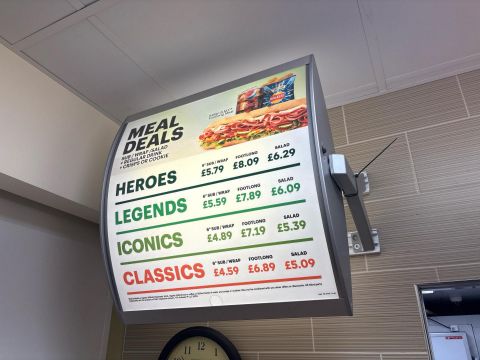 MEAL
DEALS
SUB / WRAP / SALAD
+ REGULAR DRINK
+ CRISPS OR COOKIE
HEROES
6" SUB / WRAP FOOTLONG SALAD
£5.79 £8.09 £6.29
LEGENDS
6" SUB / WRAP FOOTLONG SALAD
£5.59 £7.89 £6.09
ICONICS
6" SUB / WRAP FOOTLONG SALAD
£4.89 £7.19 £5.39
CLASSICS
6" SUB / WRAP FOOTLONG SALAD
£4.59 £6.89 £5.09
11 12